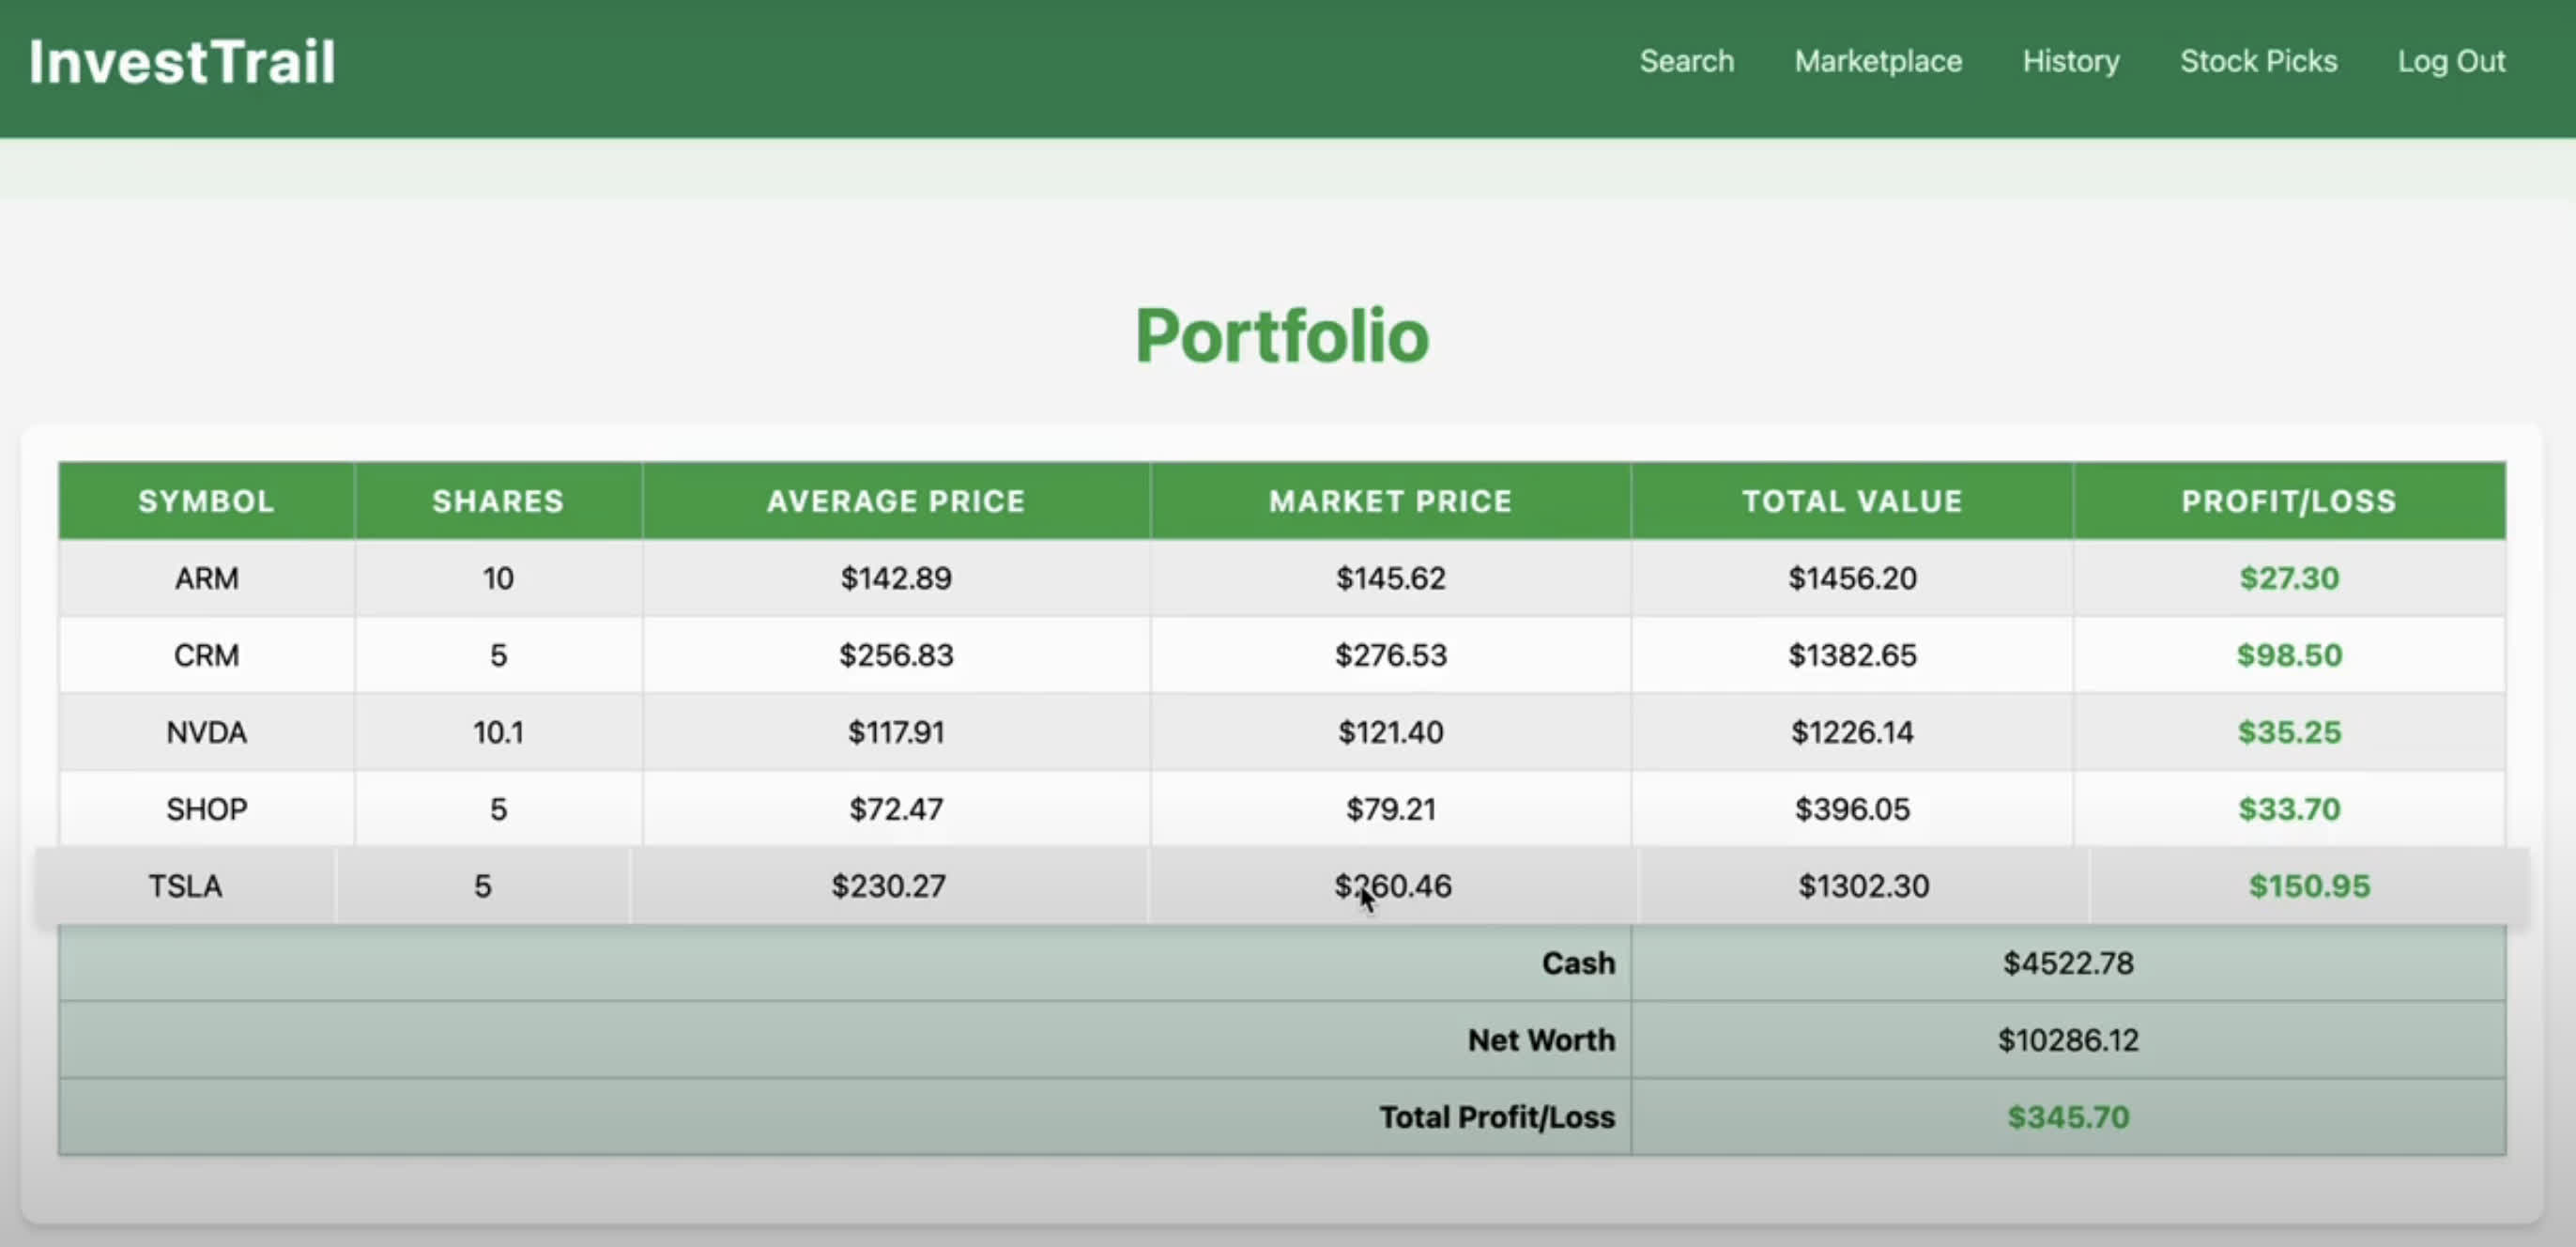 InvestTrail Search Marketplace History Stock Picks Log Out
Portfolio
SYMBOL SHARES AVERAGE PRICE MARKET PRICE TOTAL VALUE PROFIT/LOSS
ARM 10 $142.89 $145.62 $1456.20 $27.30
CRM 5 $256.83 $276.53 $1382.65 $98.50
NVDA 10.1 $117.91 $121.40 $1226.14 $35.25
SHOP 5 $72.47 $79.21 $396.05 $33.70
TSLA 5 $230.27 $260.46 $1302.30 $150.95
Cash $4522.78
Net Worth $10286.12
Total Profit/Loss $345.70